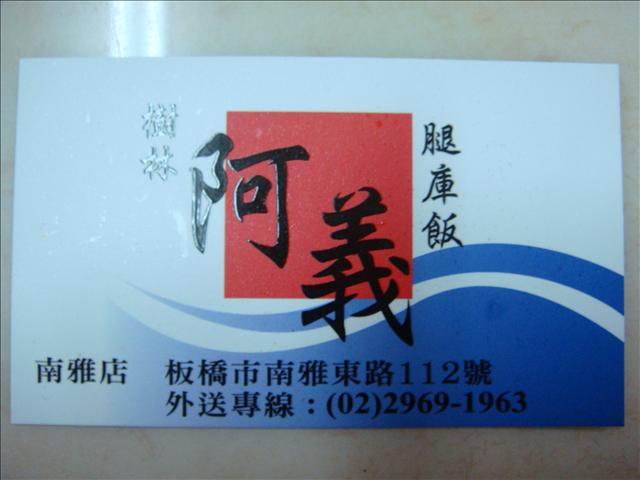 樹林
阿義
腿庫飯
南雅店 板橋市南雅東路112號
外送專線：(02)2969-1963